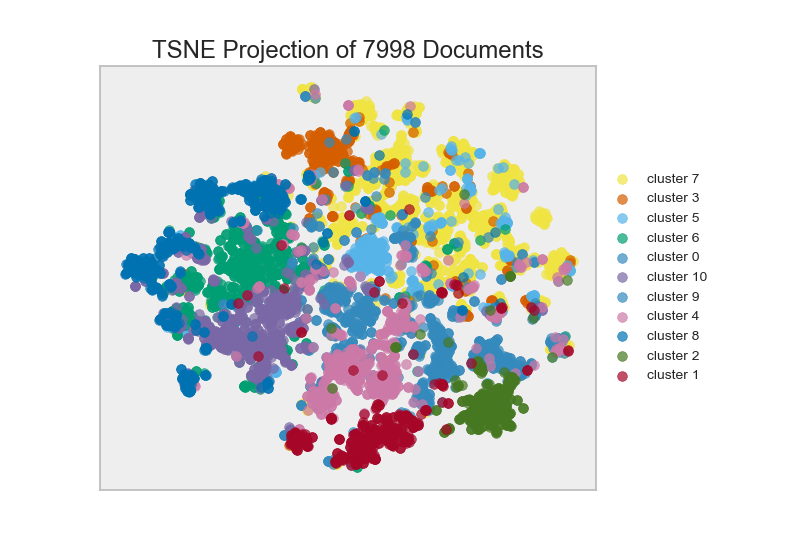 TSNE Projection of 7998 Documents
cluster 7
cluster 3
cluster 5
cluster 6
cluster 0
cluster 10
cluster 9
cluster 4
cluster 8
cluster 2
cluster 1